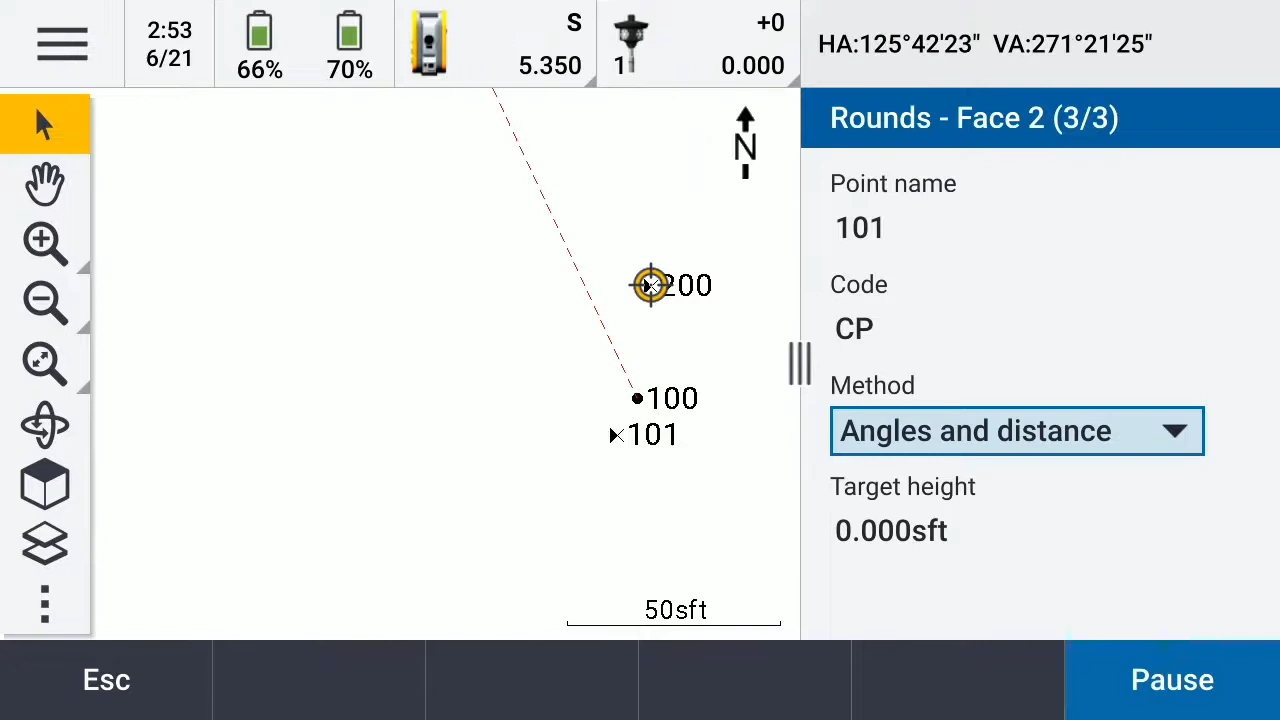 2:53
6/21
66%
70%
S
5.350
1
+0
0.000
HA:125°42'23"  VA:271°21'25"
Rounds - Face 2 (3/3)
N
Point name
101
Code
CP
Method
Angles and distance
Target height
0.000sft
200
100
101
50sft
Esc
Pause